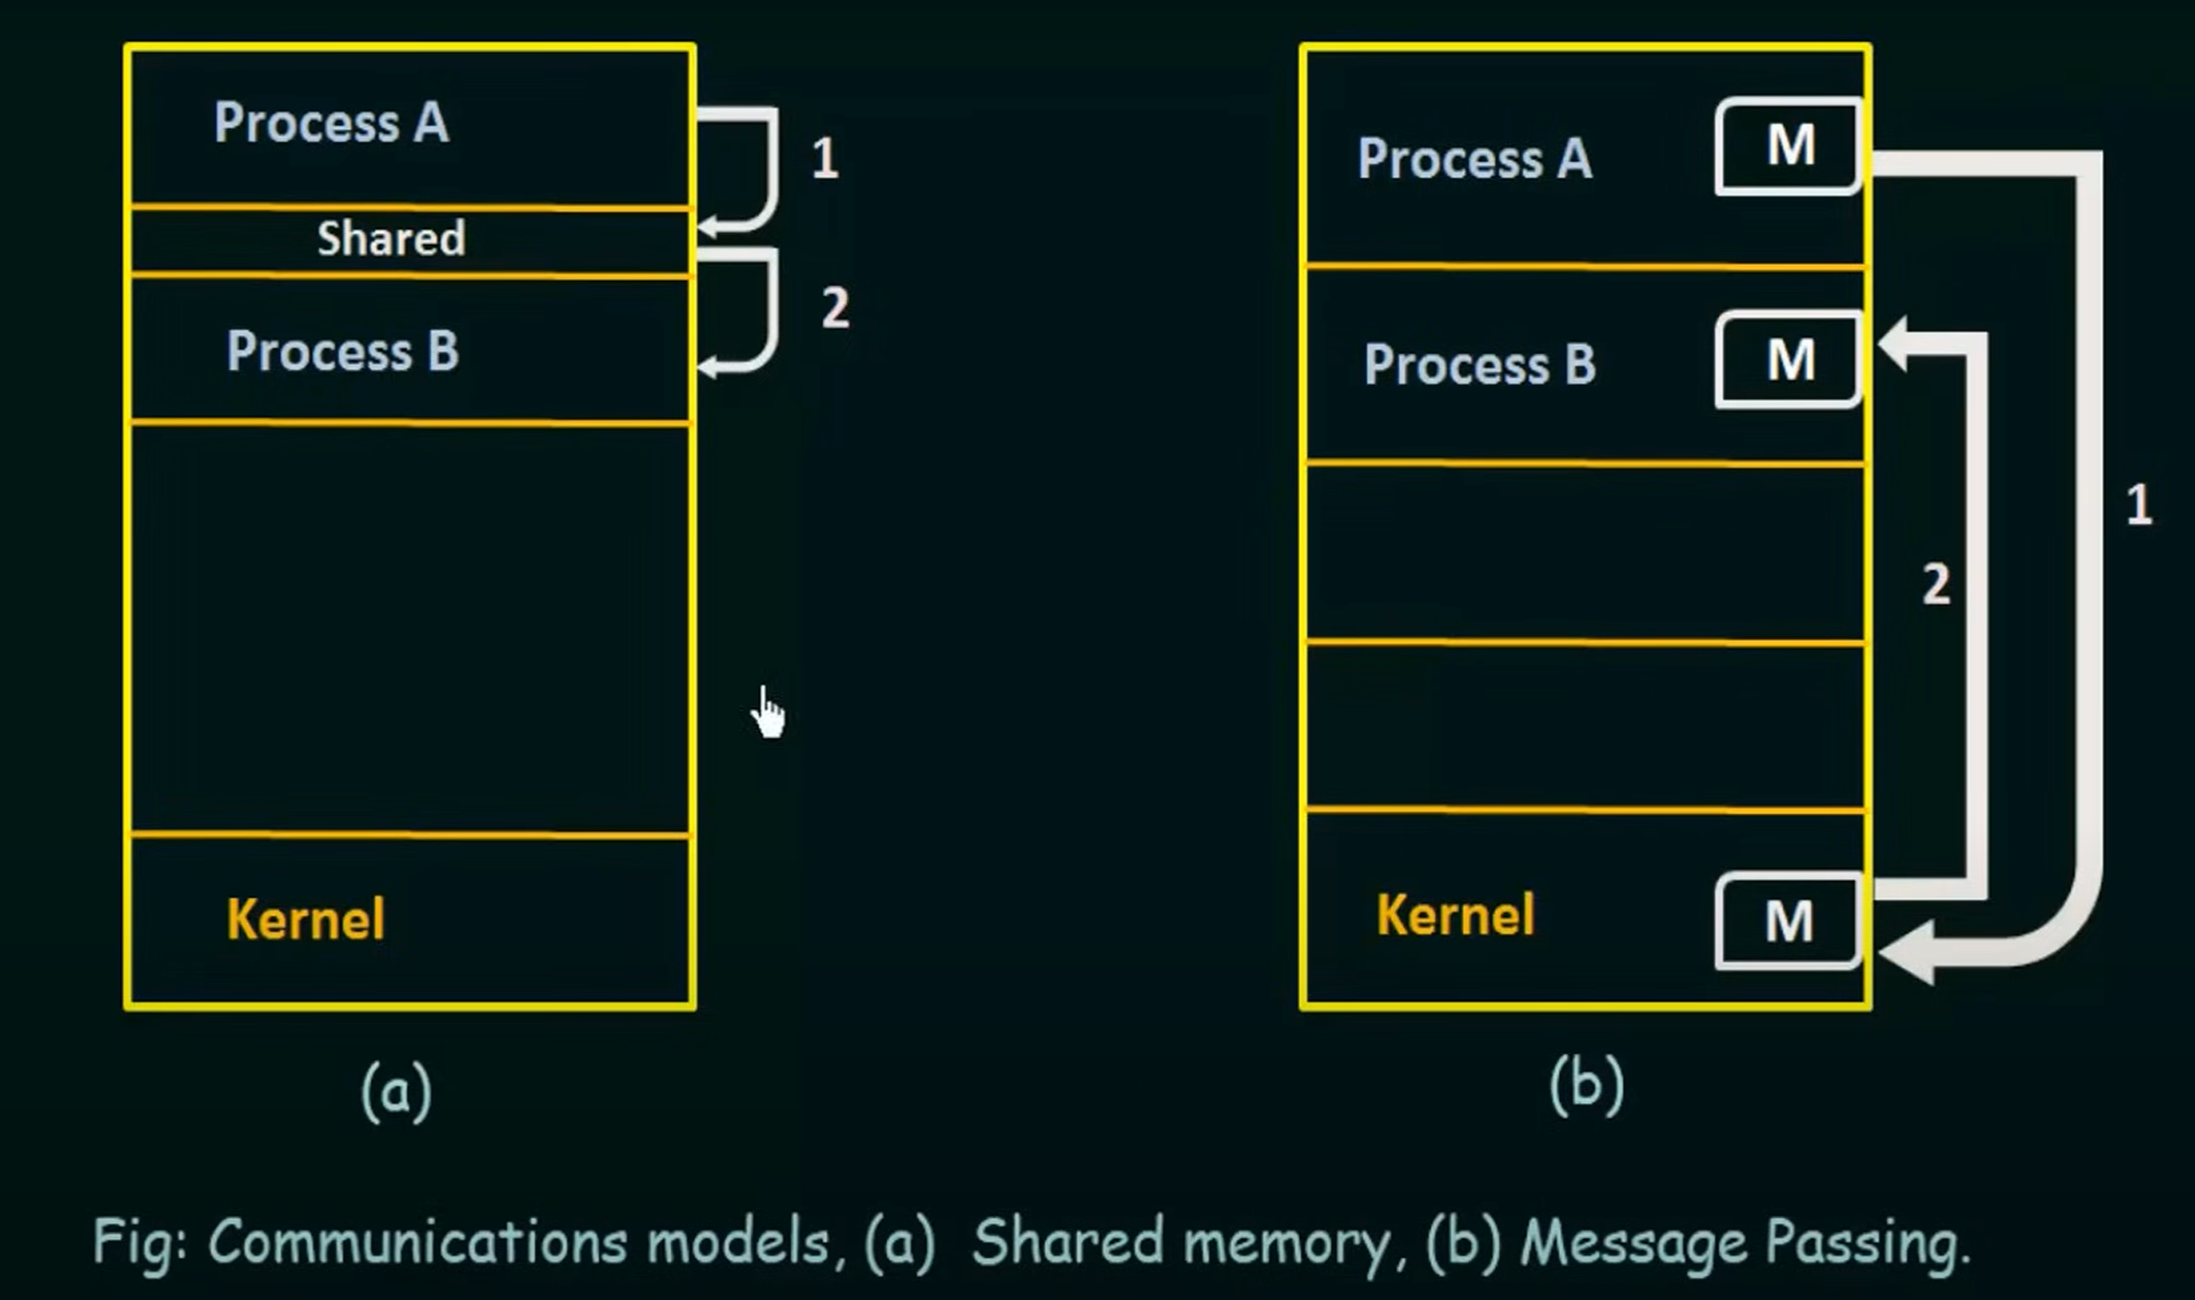 Process A
1
Shared
2
Process B
Kernel
(a)
Process A
M
Process B
M
1
2
Kernel
M
(b)
Fig: Communications models, (a) Shared memory, (b) Message Passing.